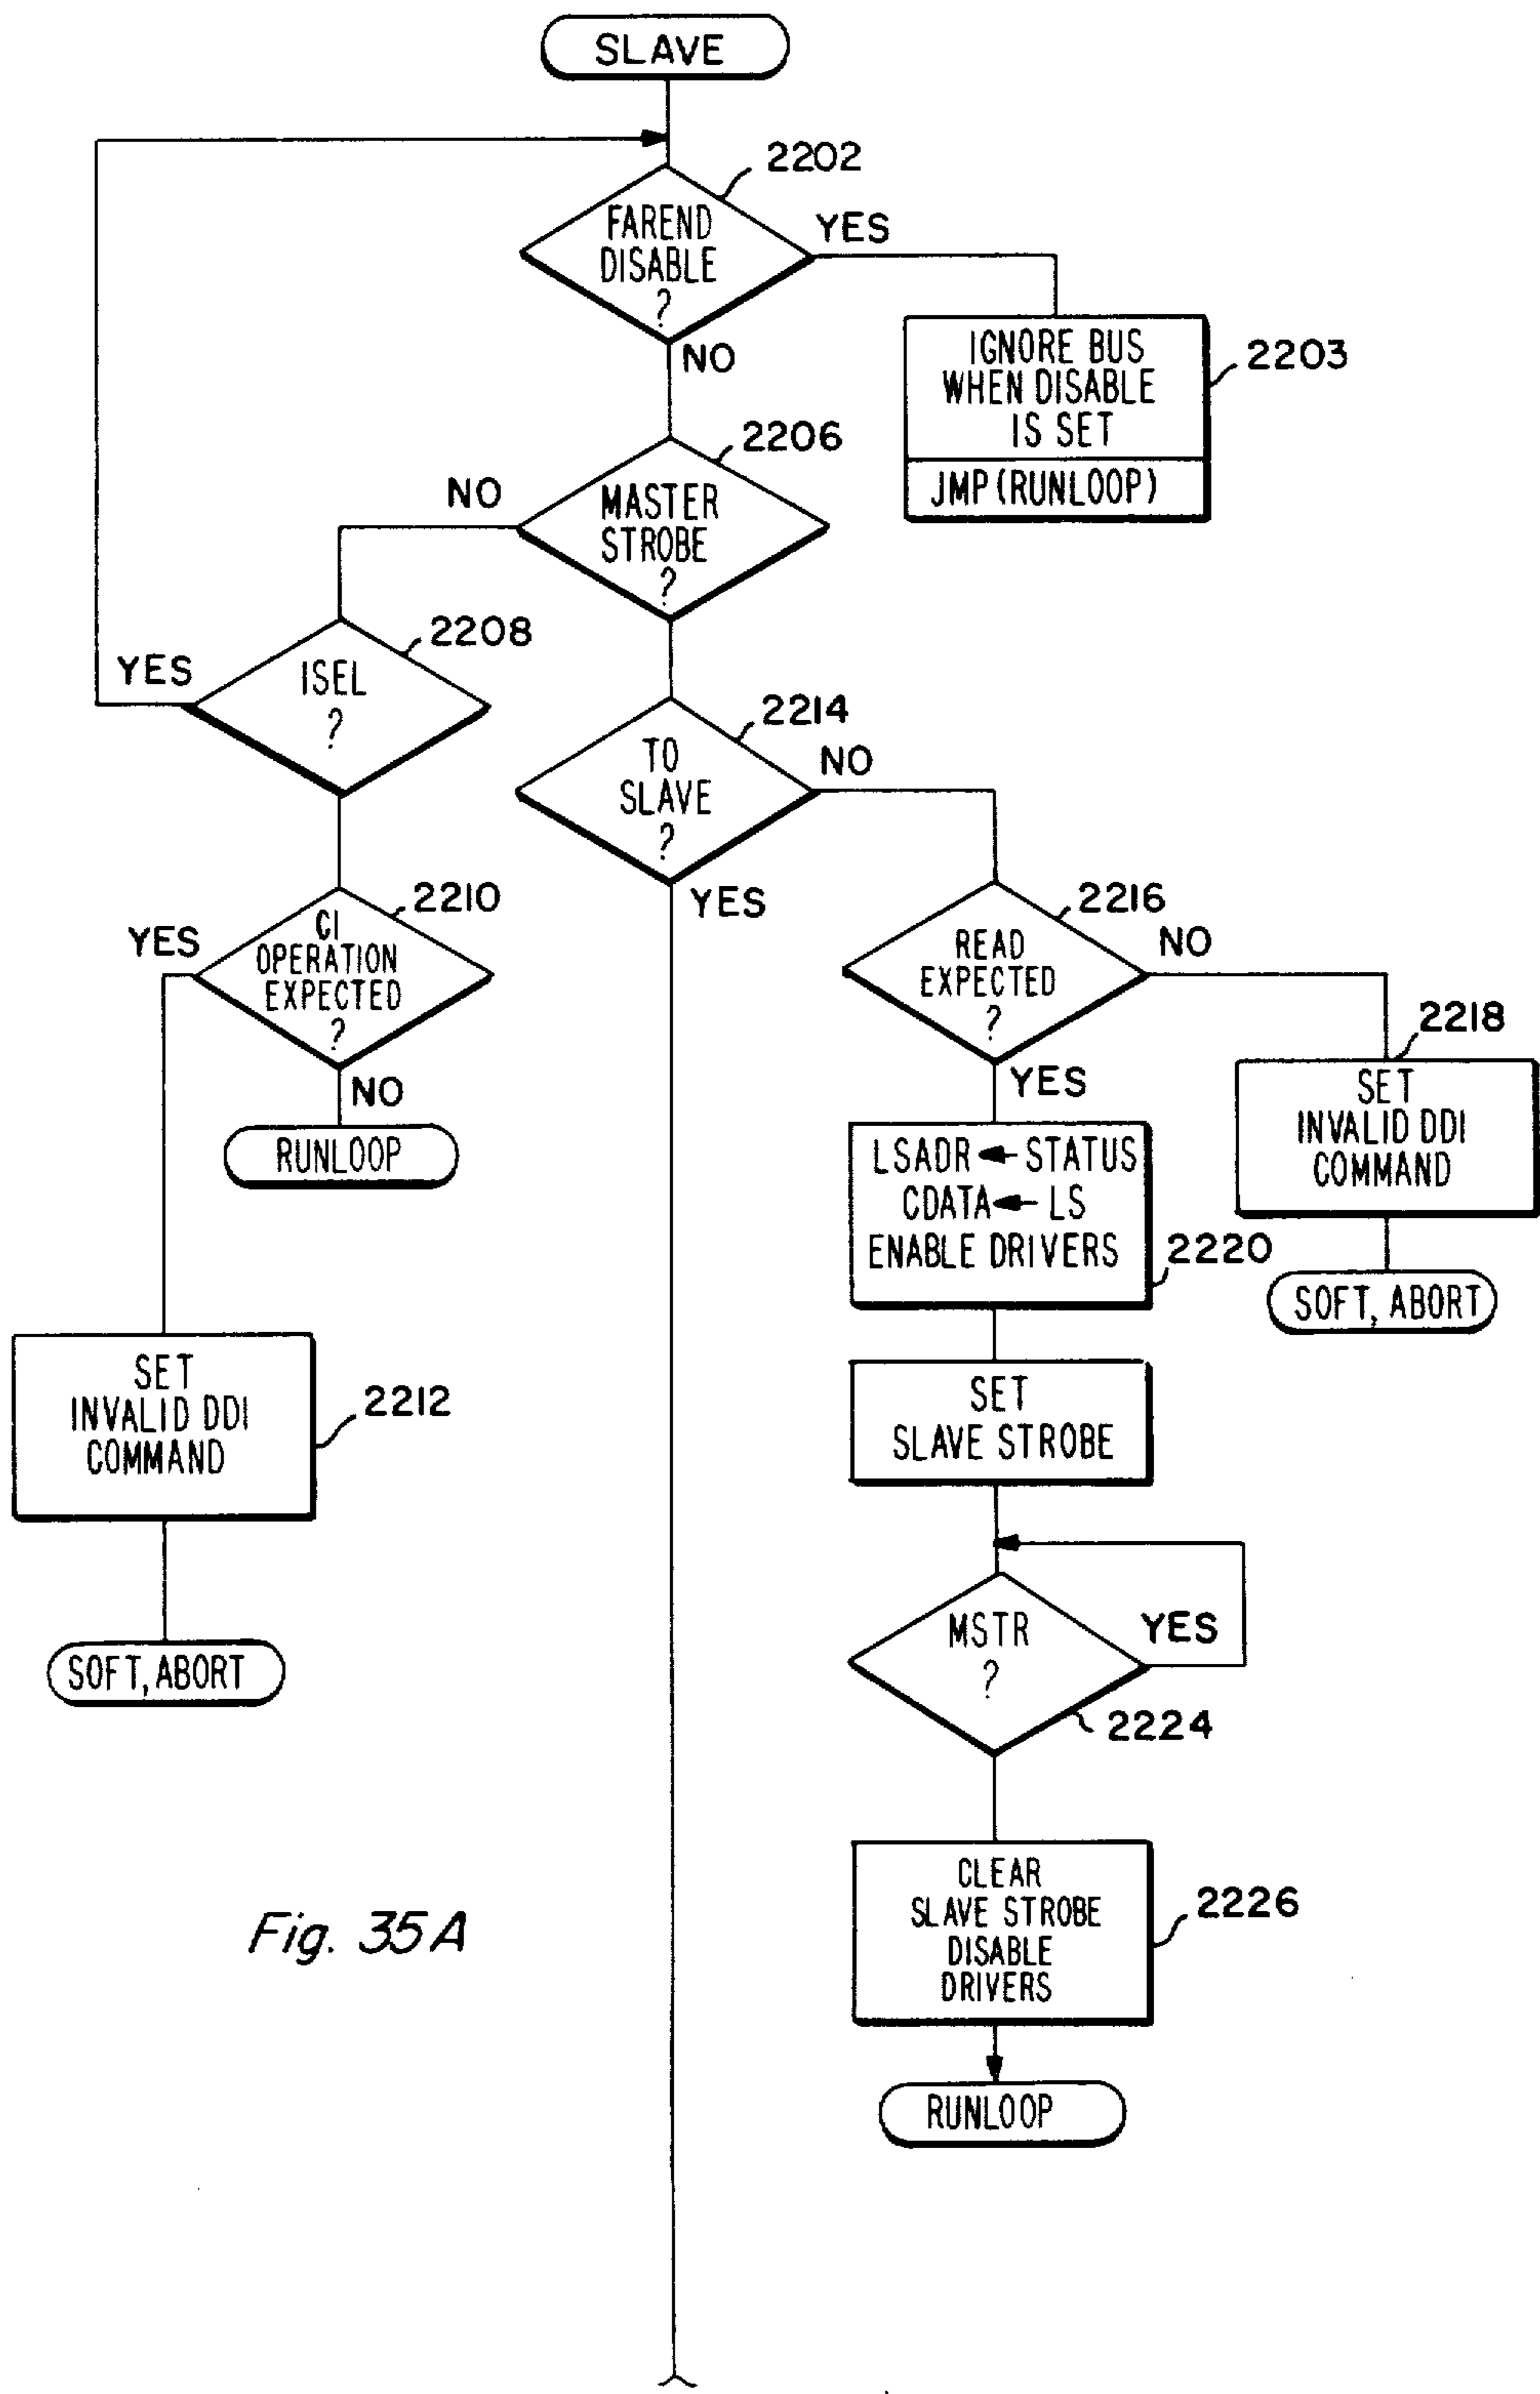 SLAVE
2202
FAREND
DISABLE
?
YES
NO
IGNORE BUS
WHEN DISABLE
IS SET
JMP (RUNLOOP)
2203
2206
NO
MASTER
STROBE
?
2208
YES
ISEL
?
2214
TO
SLAVE
?
NO
YES
2210
YES
CI
OPERATION
EXPECTED
?
NO
RUNLOOP
2216
READ
EXPECTED
?
NO
YES
2218
SET
INVALID DDI
COMMAND
SOFT, ABORT
LSADR ← STATUS
CDATA ← LS
ENABLE DRIVERS
2220
SET
INVALID DDI
COMMAND
2212
SOFT, ABORT
SET
SLAVE STROBE
MSTR
?
YES
2224
CLEAR
SLAVE STROBE
DISABLE
DRIVERS
2226
RUNLOOP
Fig. 35A